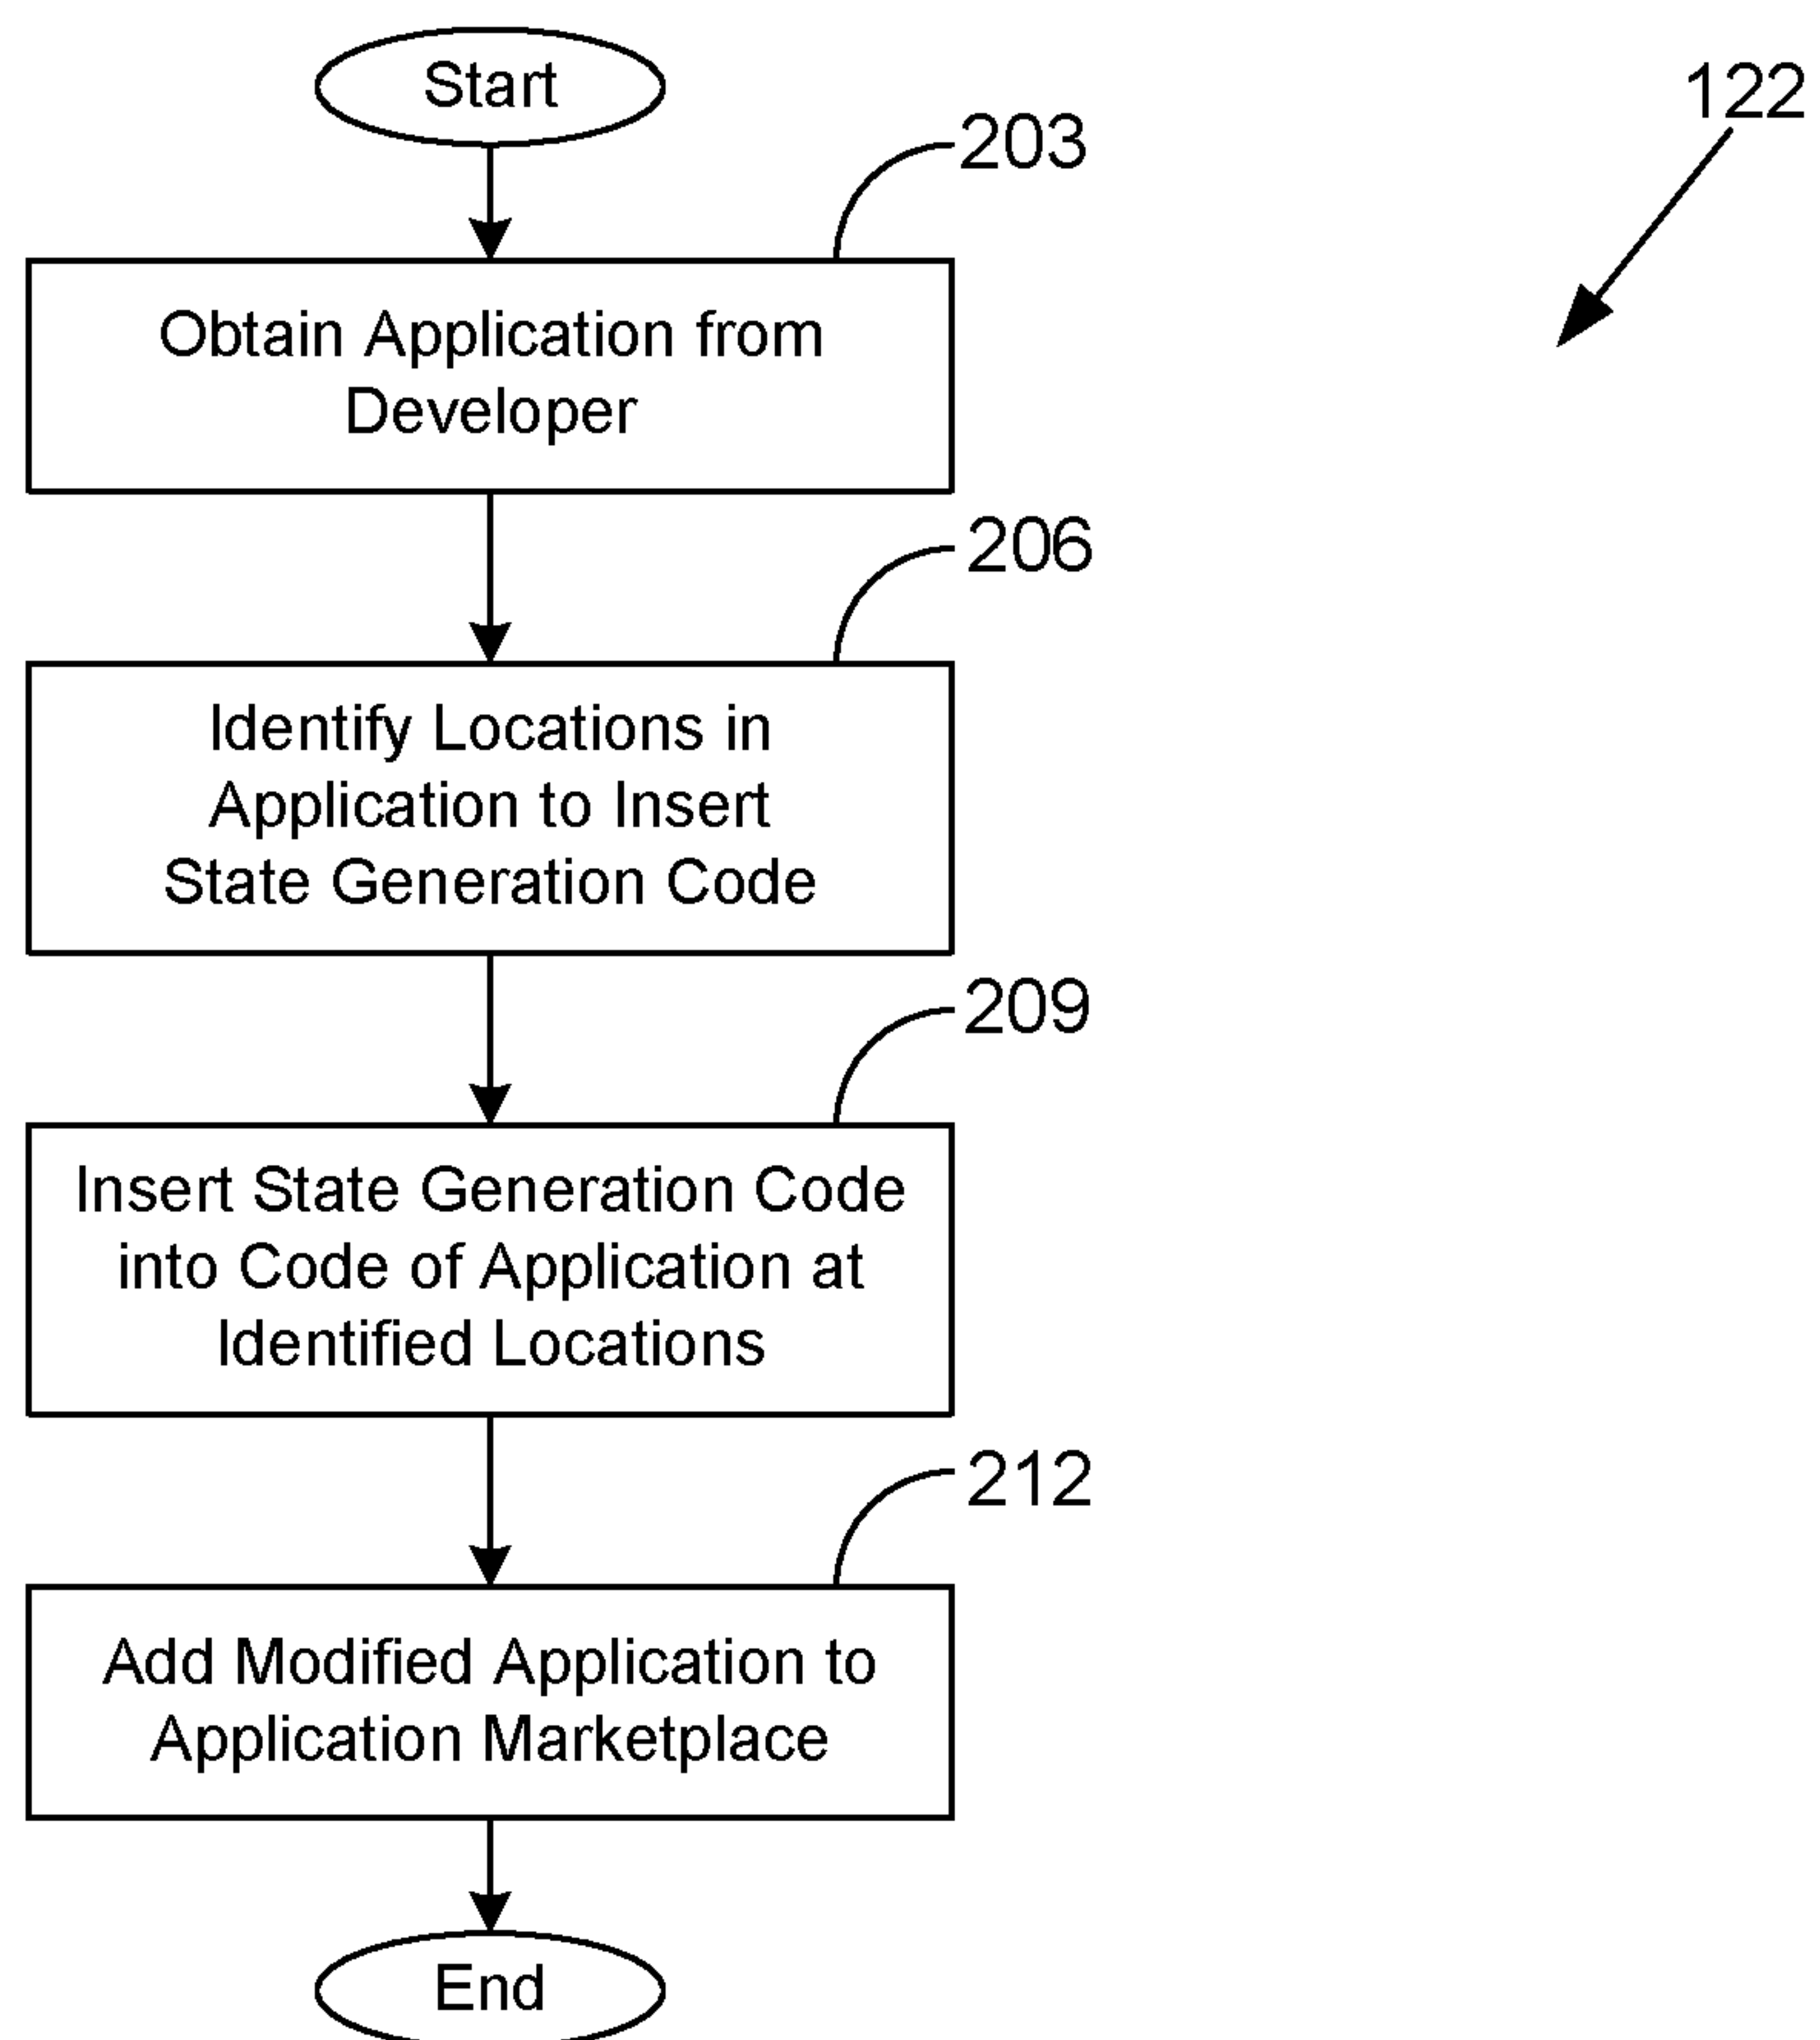 Start
122
203
Obtain Application from
Developer
206
Identify Locations in
Application to Insert
State Generation Code
209
Insert State Generation Code
into Code of Application at
Identified Locations
212
Add Modified Application to
Application Marketplace
End